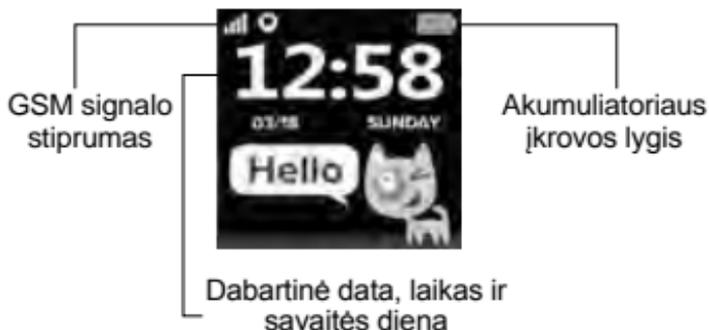 12:58
GSM signalo
stiprumas
Akumuliatoriaus
įkrovos lygis
03/18 SUNDAY
Hello
Dabartinė data, laikas ir
savaitės diena